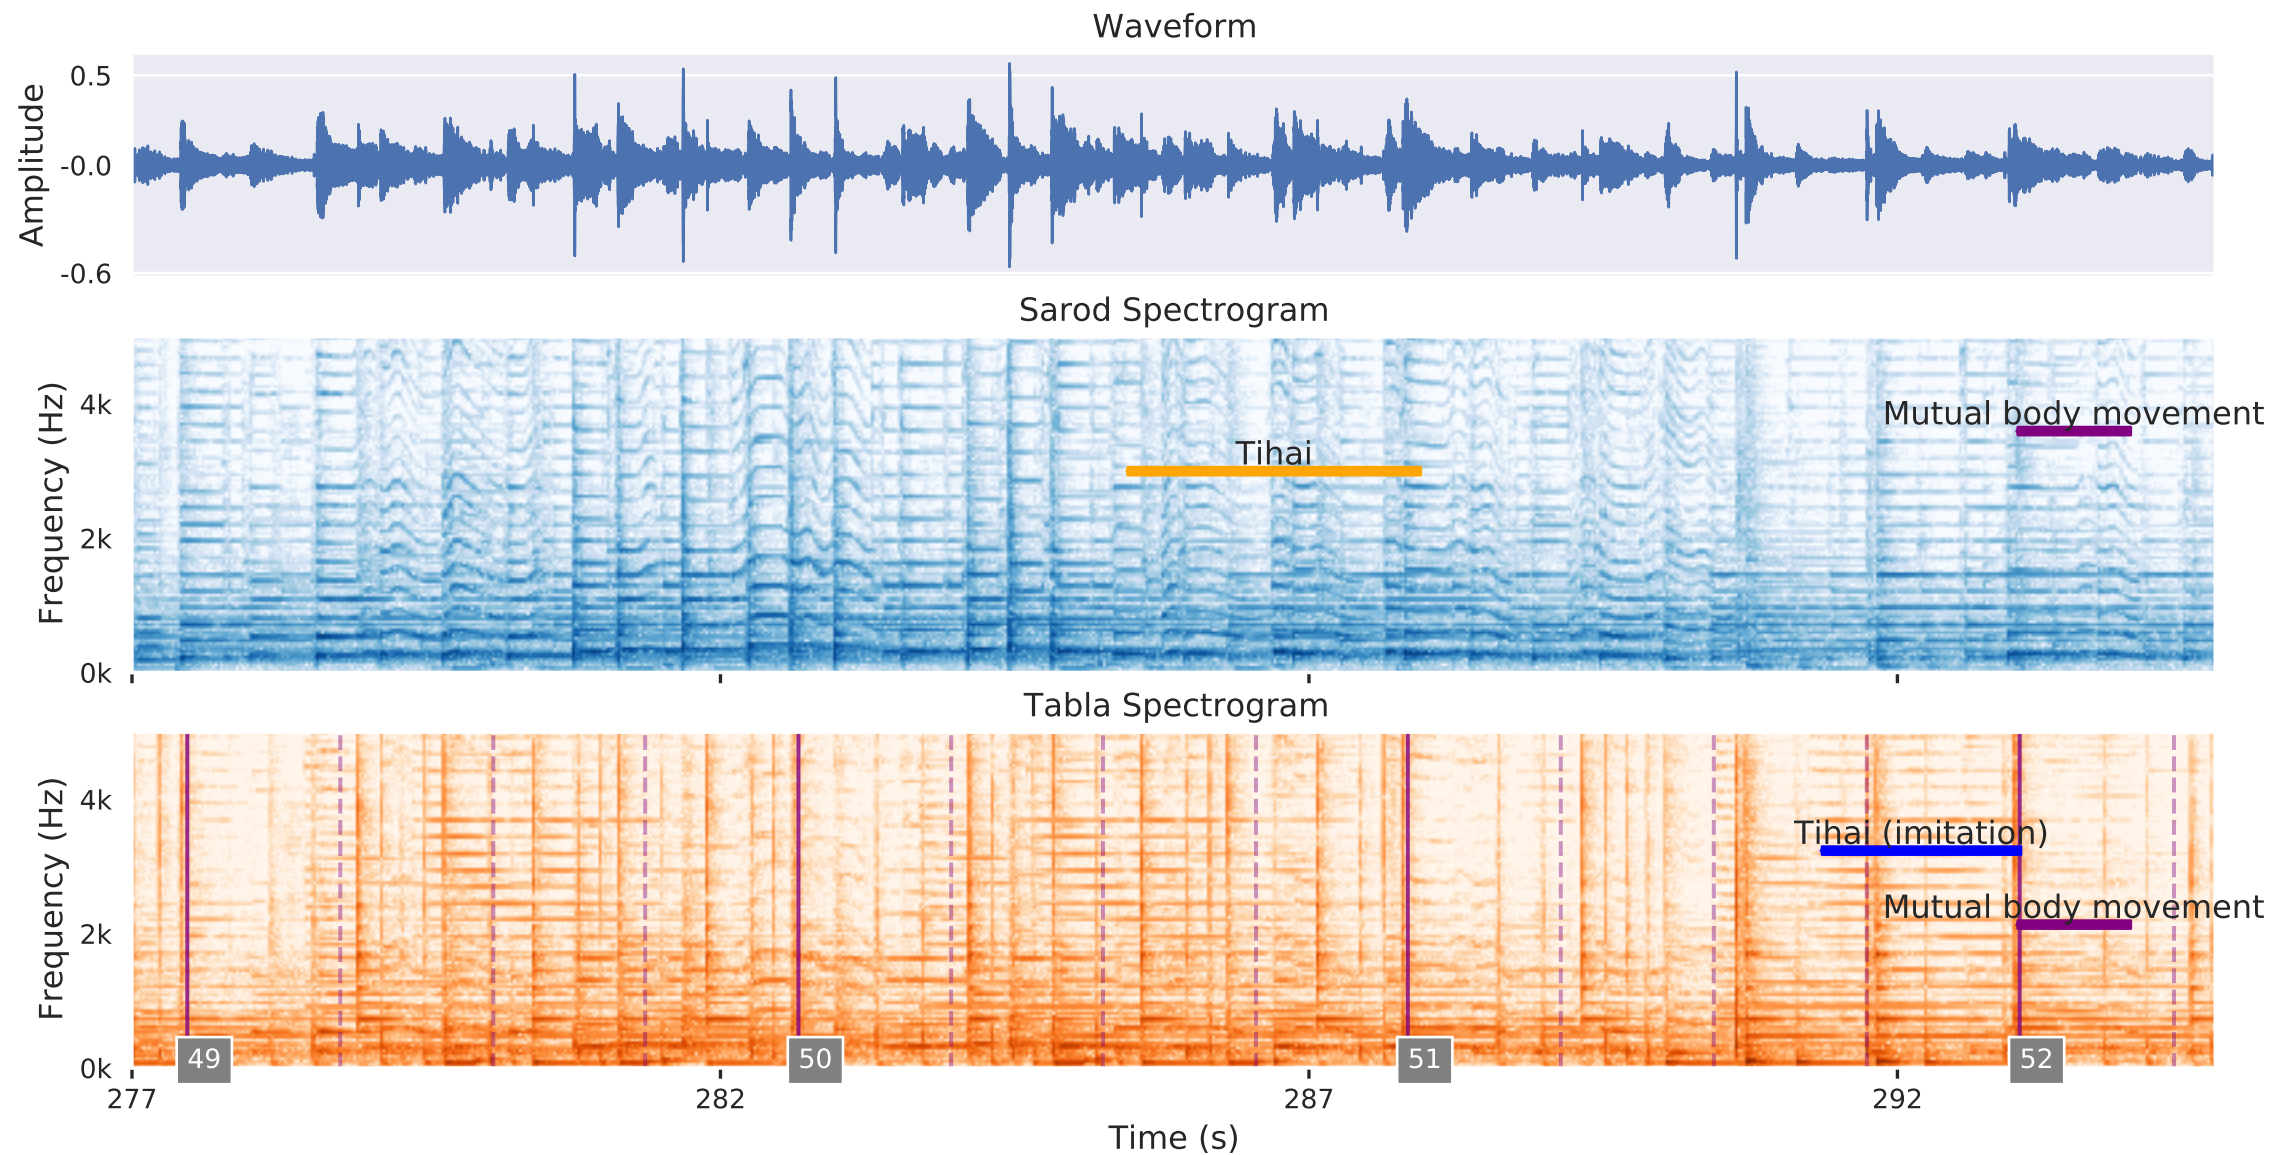 Waveform
Amplitude
0.5
-0.0
-0.6
Sarod Spectrogram
Frequency (Hz)
4k
2k
0k
Tihai
Mutual body movement
Tabla Spectrogram
Frequency (Hz)
4k
2k
0k
Tihai (imitation)
Mutual body movement
49
50
51
52
277
282
287
292
Time (s)